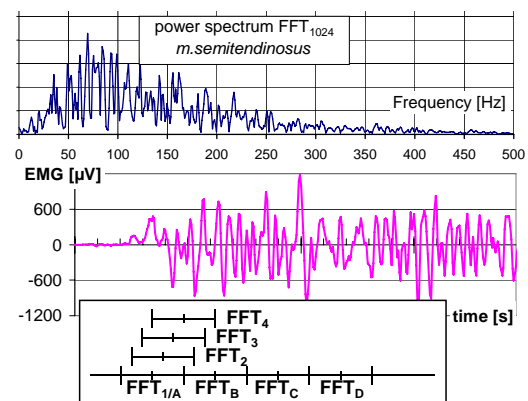 power spectrum FFT1024
m.semitendinosus
Frequency [Hz]
0 50 100 150 200 250 300 350 400 450 500
EMG [µV]
600
0
-600
-1200
time [s]
FFT4
FFT3
FFT2
FFT1/A FFTB FFTC FFTD